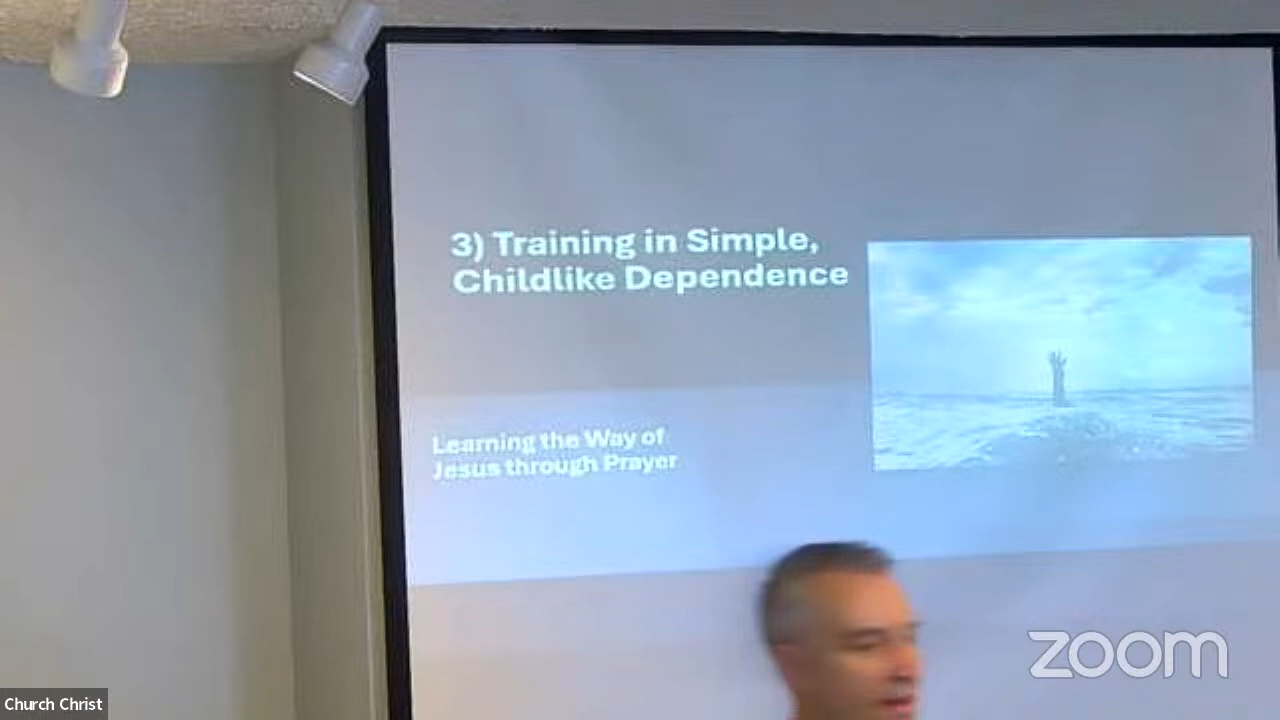 3) Training in Simple,
Childlike Dependence
Learning the Way of
Jesus through Prayer
zoom
Church Christ